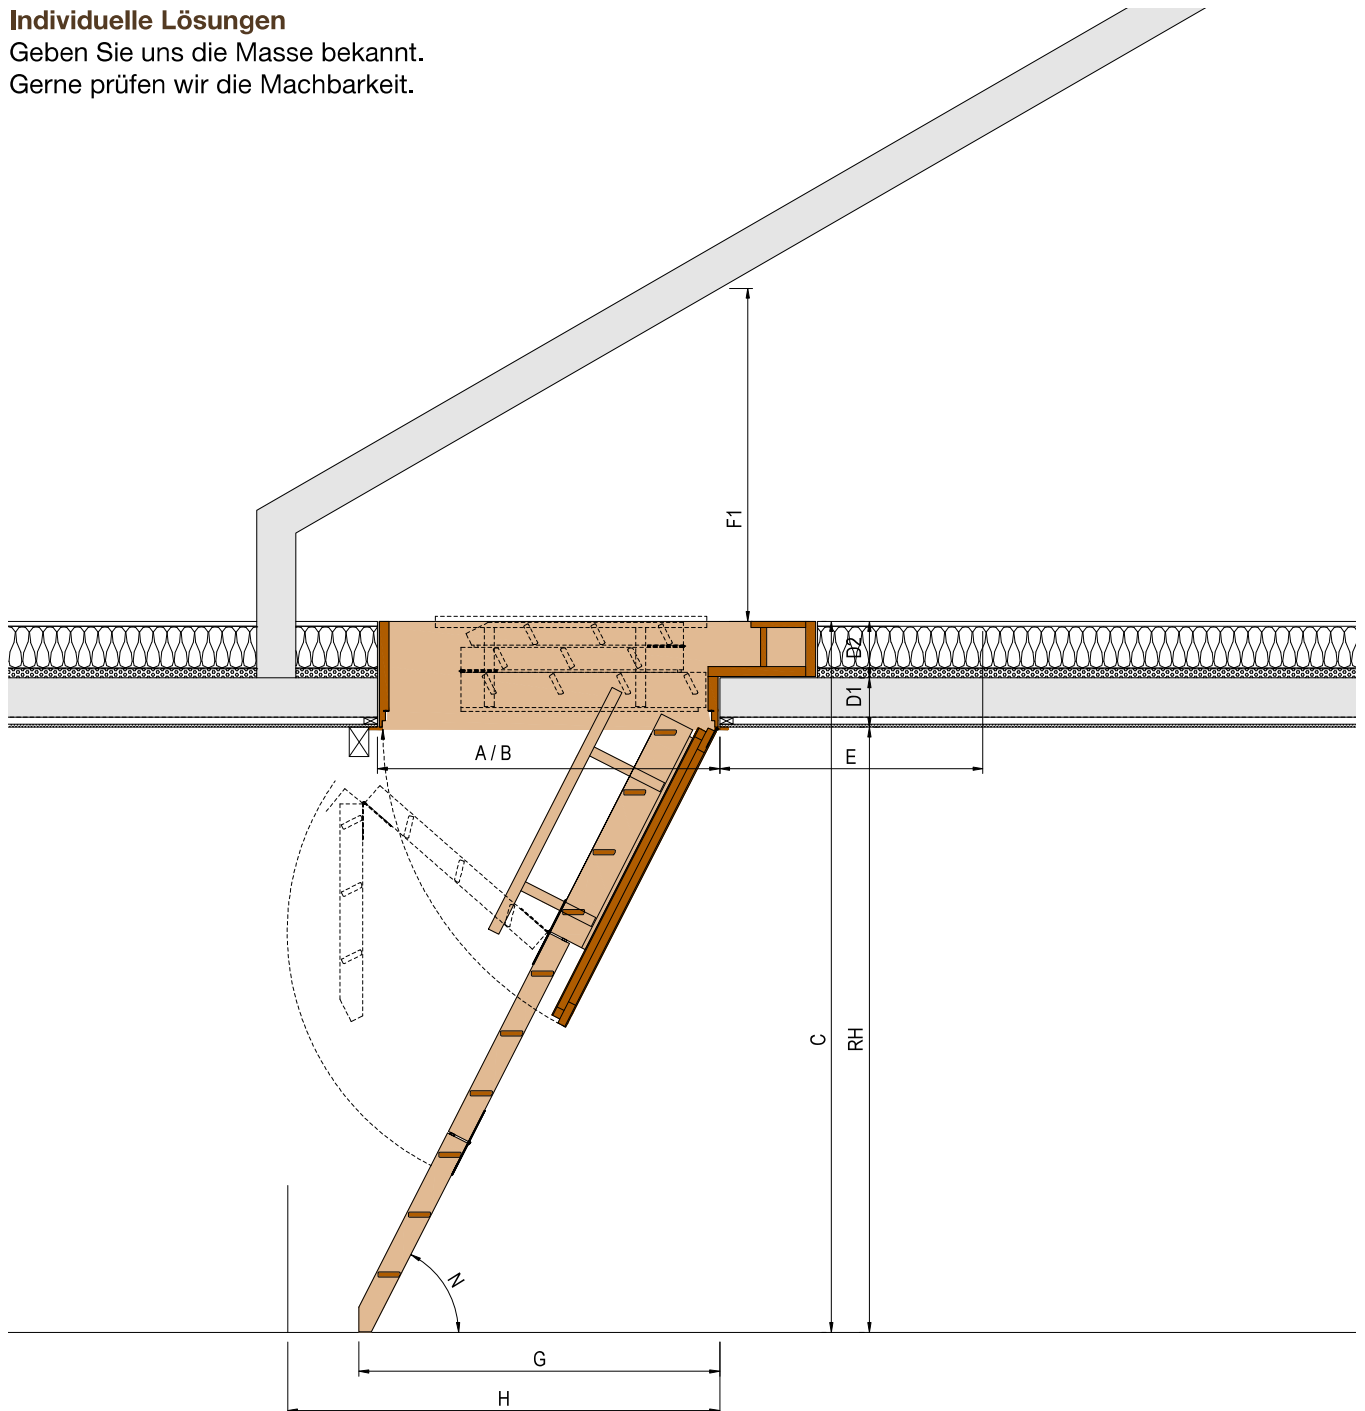 Individuelle Lösungen
Geben Sie uns die Masse bekannt.
Gerne prüfen wir die Machbarkeit.
F1
D2
D1
A / B
E
C
RH
N
G
H